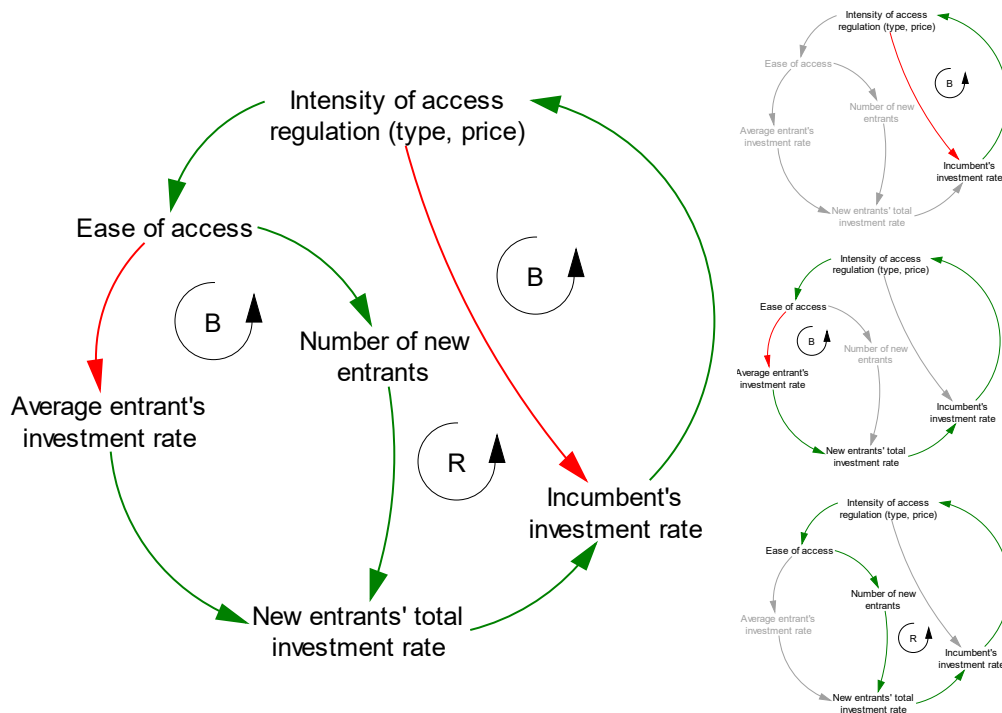 Intensity of access
regulation (type, price)
Ease of access
B
B
Number of new
entrants
Average entrant's
investment rate
R
Incumbent's
investment rate
New entrants' total
investment rate
Intensity of access
regulation (type, price)
Ease of access
B
Number of new
entrants
Average entrant's
investment rate
Incumbent's
investment rate
New entrants' total
investment rate
Intensity of access
regulation (type, price)
Ease of access
B
Number of new
entrants
Average entrant's
investment rate
Incumbent's
investment rate
New entrants' total
investment rate
Intensity of access
regulation (type, price)
Ease of access
Number of new
entrants
Average entrant's
investment rate
R
Incumbent's
investment rate
New entrants' total
investment rate